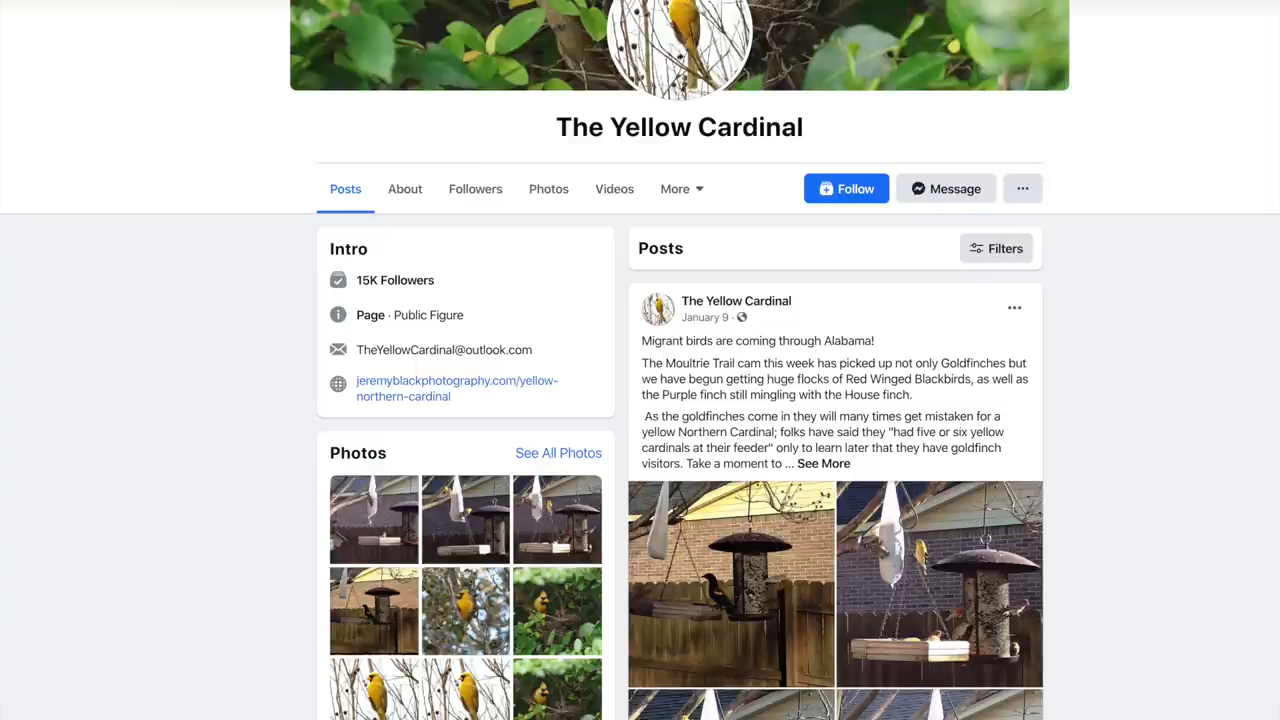 The Yellow Cardinal
Posts
About
Followers
Photos
Videos
More
Follow
Message
Intro
15K Followers
Page · Public Figure
TheYellowCardinal@outlook.com
jeremyblackphotography.com/yellow-
northern-cardinal
Photos
See All Photos
Posts
Filters
The Yellow Cardinal
January 9 ·
Migrant birds are coming through Alabama!
The Moultrie Trail cam this week has picked up not only Goldfinches but
we have begun getting huge flocks of Red Winged Blackbirds, as well as
the Purple finch still mingling with the House finch.
As the goldfinches come in they will many times get mistaken for a
yellow Northern Cardinal; folks have said they "had five or six yellow
cardinals at their feeder" only to learn later that they have goldfinch
visitors. Take a moment to ... See More